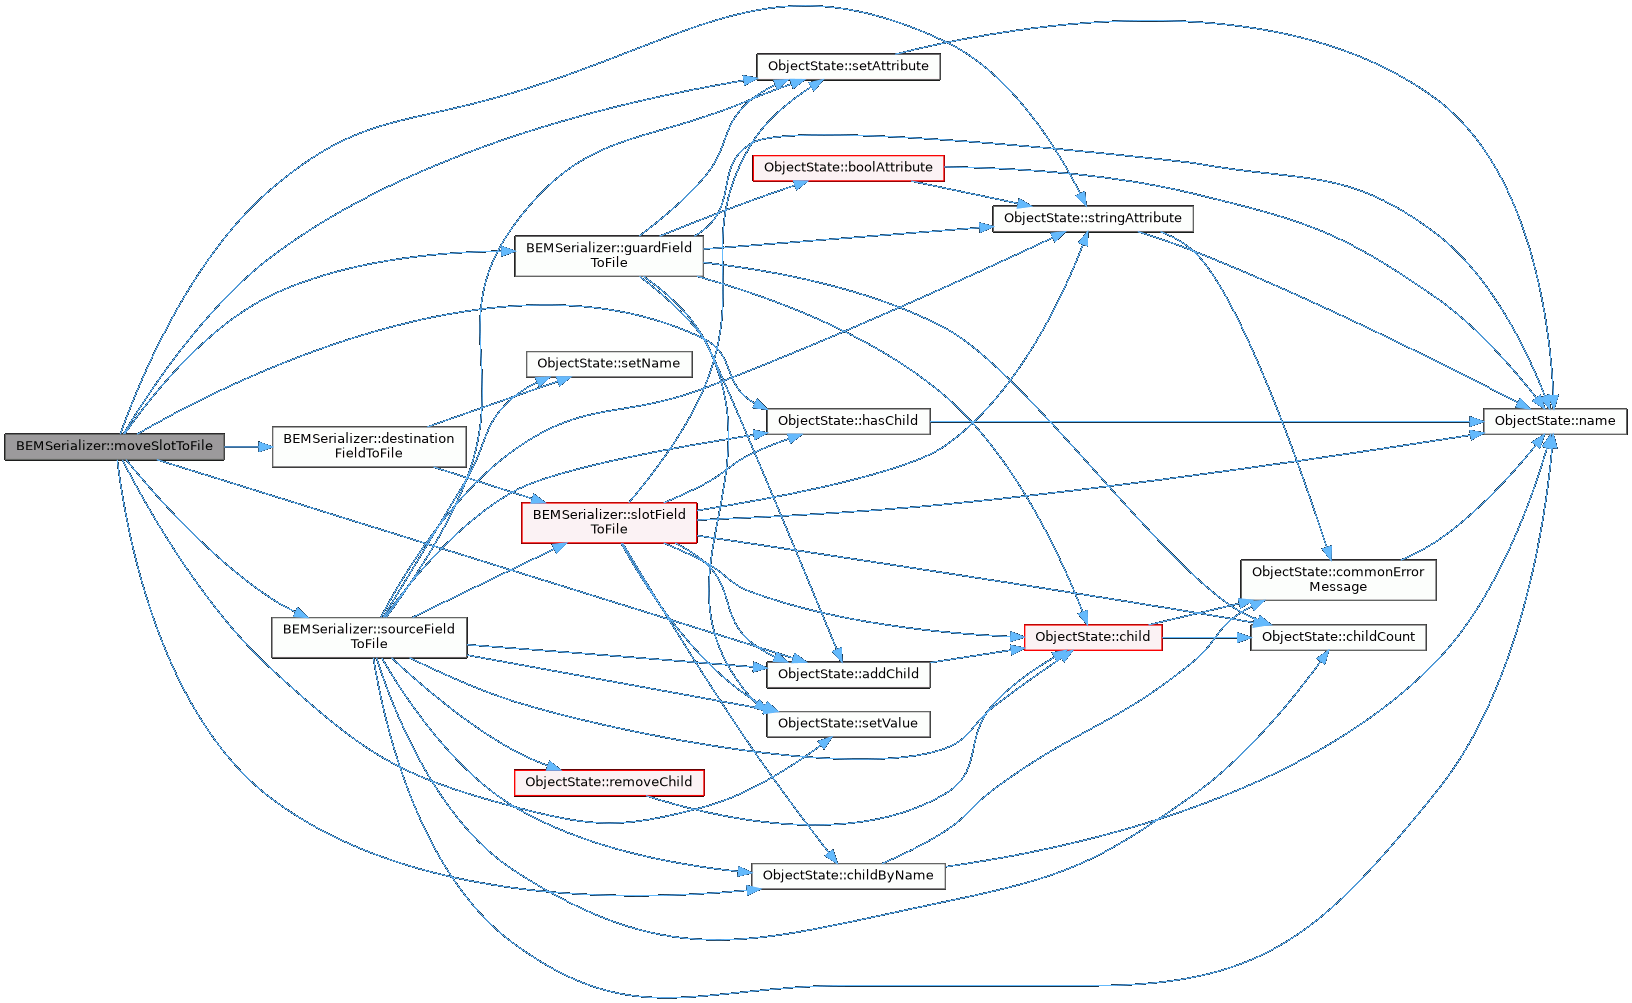 ObjectState::setAttribute
ObjectState::boolAttribute
ObjectState::stringAttribute
BEMSerializer::guardField
ToFile
ObjectState::setName
ObjectState::hasChild
ObjectState::name
BEMSerializer::moveSlotToFile
BEMSerializer::destination
FieldToFile
BEMSerializer::slotField
ToFile
ObjectState::commonError
Message
BEMSerializer::sourceField
ToFile
ObjectState::child
ObjectState::childCount
ObjectState::addChild
ObjectState::setValue
ObjectState::removeChild
ObjectState::childByName